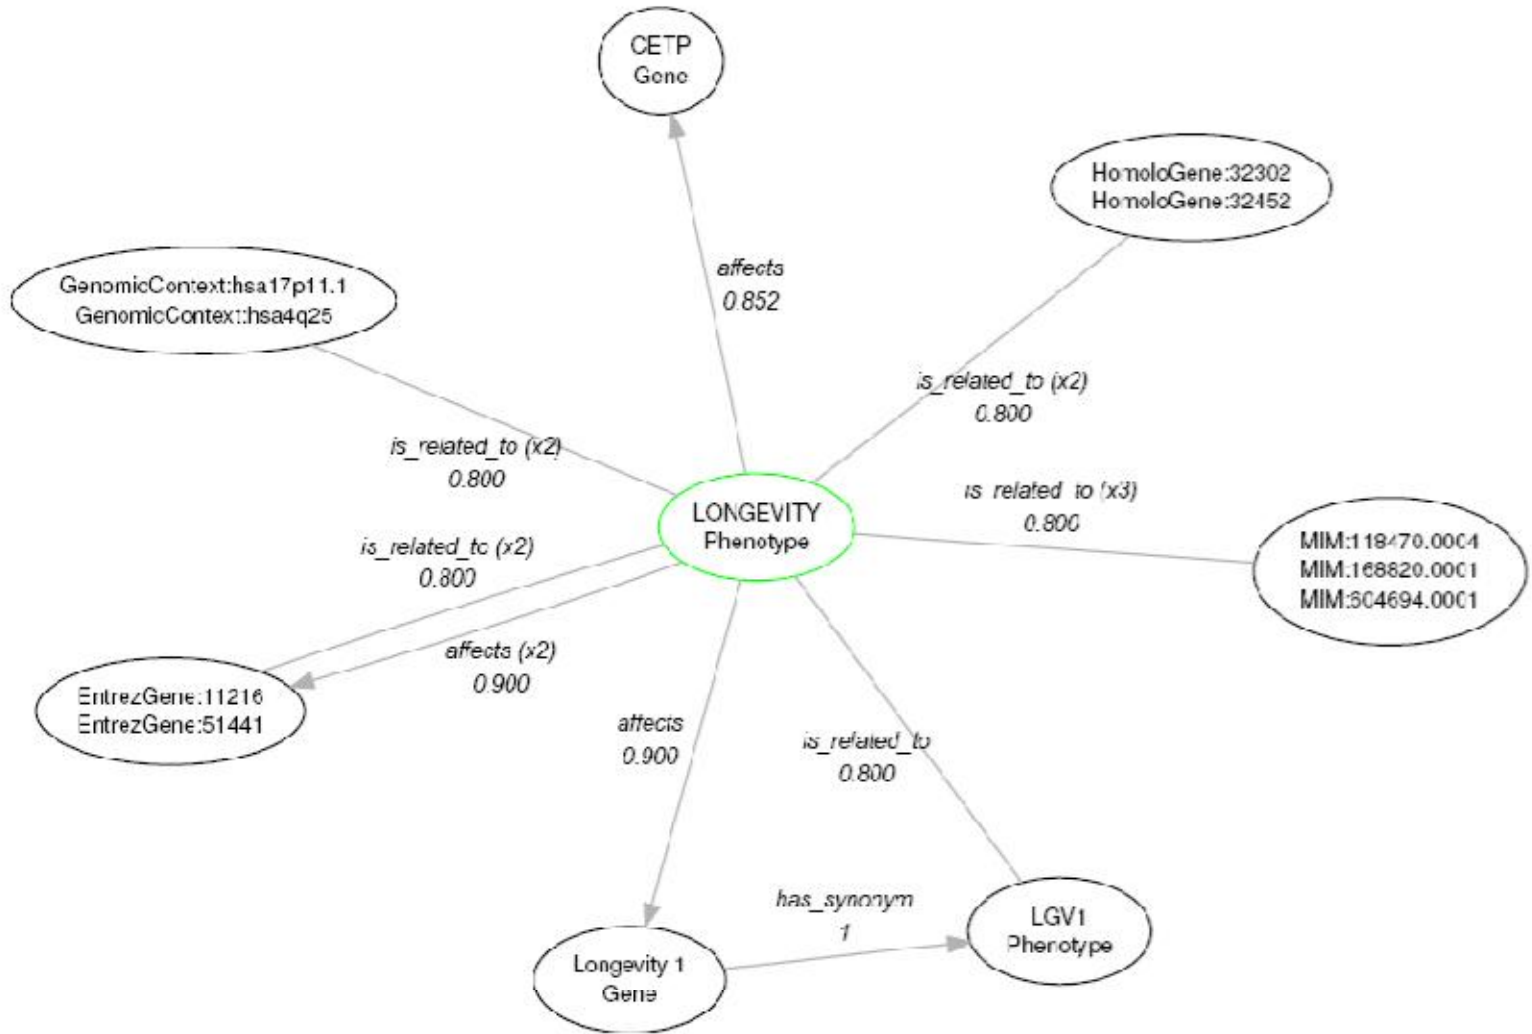 CETP
Gene
HomoloGene:32302
HomoloGene:32452
GenomicContext:hsa17p11.1
GenomicContext:hsa4q25
affects
0.852
is_related_to (x2)
0.800
is_related_to (x2)
0.800
LONGEVITY
Phenotype
is_related_to (x3)
0.800
MIM:118470.0004
MIM:168820.0001
MIM:604694.0001
is_related_to (x2)
0.800
affects (x2)
0.900
EntrezGene:11216
EntrezGene:51441
affects
0.900
is_related_to
0.800
has_synonym
1
LGV1
Phenotype
Longevity 1
Gene